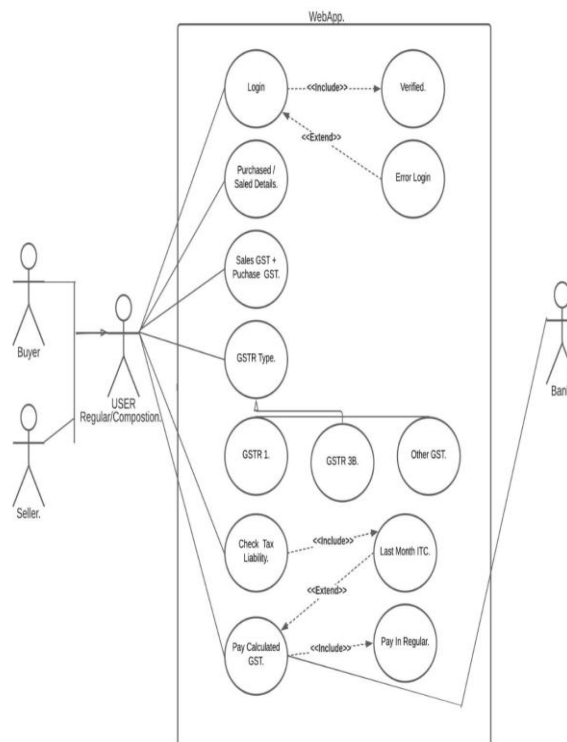 WebApp.
Login
<<Include>>
Verified.
<<Extend>>
Error Login
Purchased /
Saled Details.
Sales GST +
Puchase GST.
Buyer
USER
Regular/Compostion.
GSTR Type.
Bank
Seller.
GSTR 1.
GSTR 3B.
Other GST.
Check Tax
Liability.
<<Include>>
Last Month ITC.
<<Extend>>
Pay Calculated
GST.
<<Include>>
Pay In Regular.